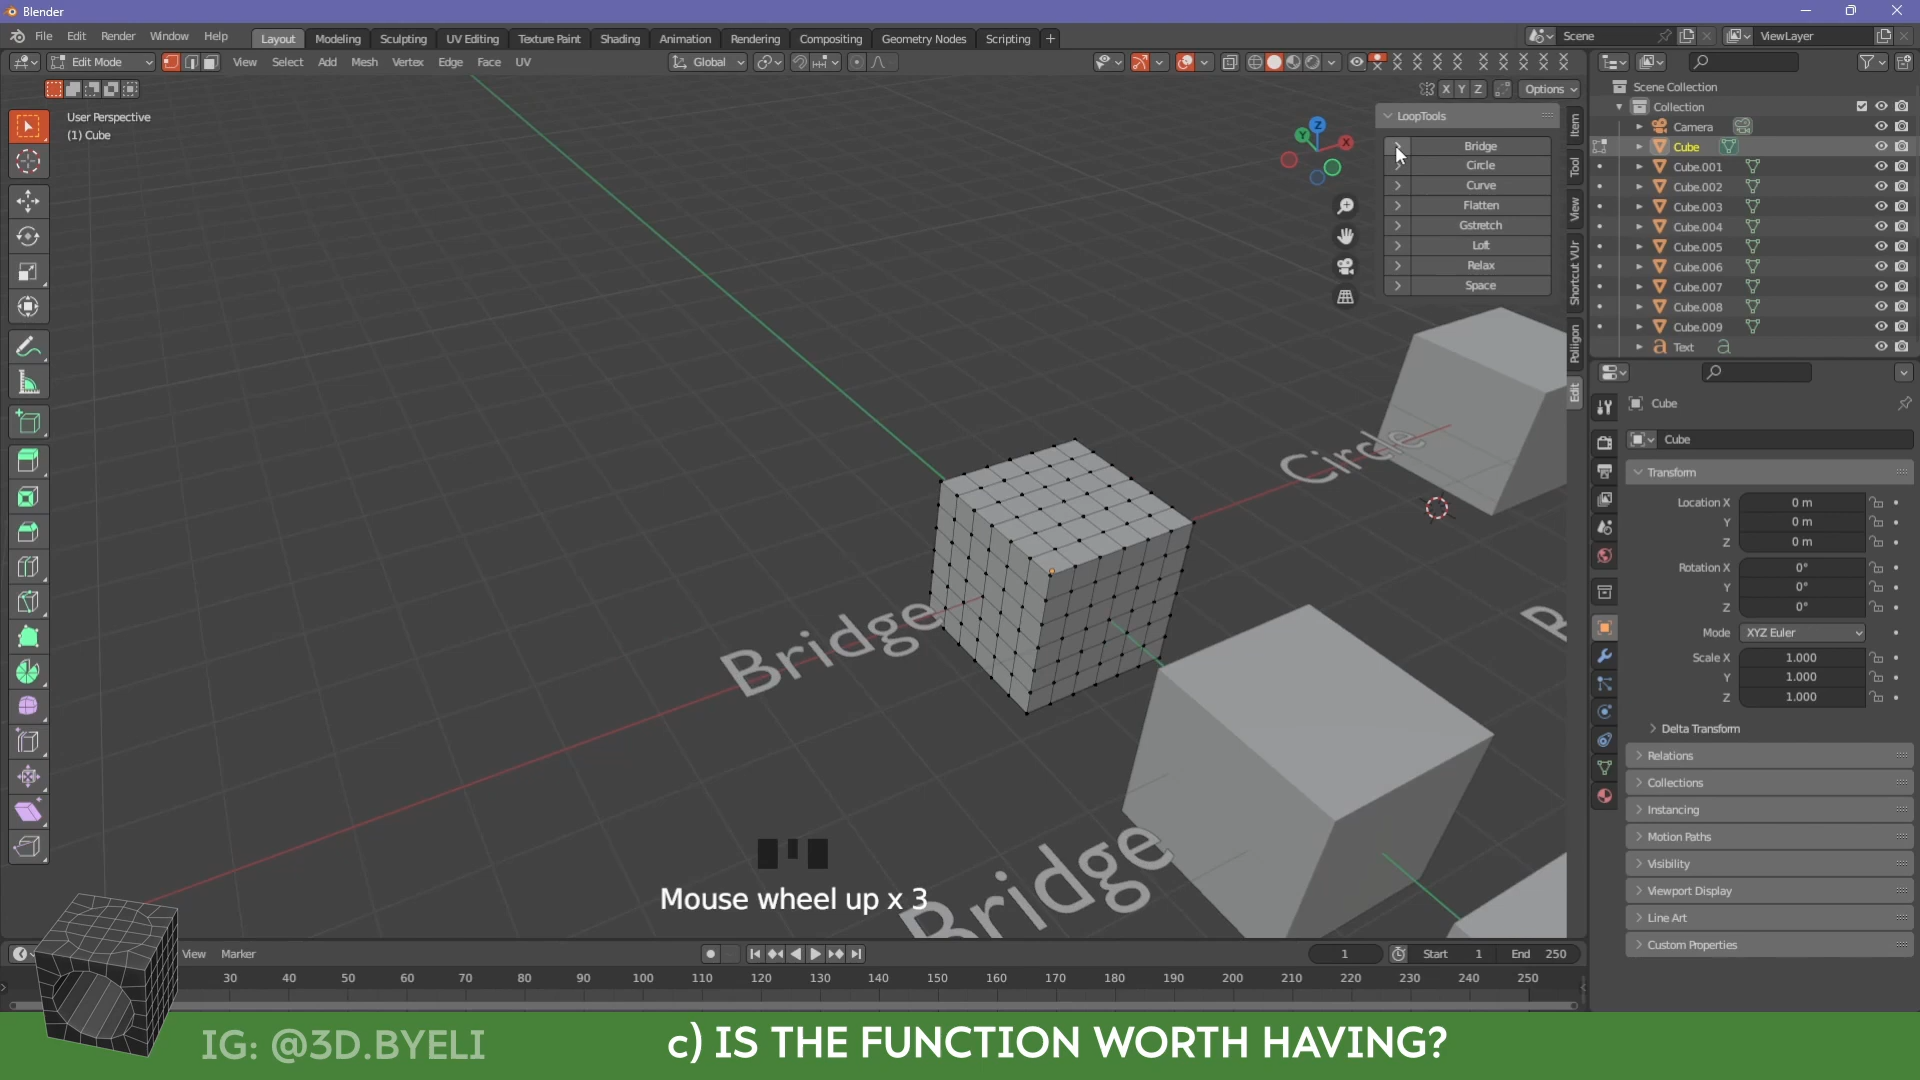 Blender
File Edit Render Window Help
Layout Modeling Sculpting UV Editing Texture Paint Shading Animation Rendering Compositing Geometry Nodes Scripting +
Scene
ViewLayer
Edit Mode View Select Add Mesh Vertex Edge Face UV
Global
X Y Z Options
User Perspective
(1) Cube
LoopTools
Bridge
Circle
Curve
Flatten
Gstretch
Loft
Relax
Space
Item
Tool
View
Shortcut VUr
Poliigon
Edit
Z
Y
X
Scene Collection
Collection
Camera
Cube
Cube.001
Cube.002
Cube.003
Cube.004
Cube.005
Cube.006
Cube.007
Cube.008
Cube.009
Text
Cube
Cube
Transform
Location X 0 m
Y 0 m
Z 0 m
Rotation X 0°
Y 0°
Z 0°
Mode XYZ Euler
Scale X 1.000
Y 1.000
Z 1.000
Delta Transform
Relations
Collections
Instancing
Motion Paths
Visibility
Viewport Display
Line Art
Custom Properties
Circle
Bridge
Bridge
Mouse wheel up x 3
View Marker
1 Start 1 End 250
30 40 50 60 70 80 90 100 110 120 130 140 150 160 170 180 190 200 210 220 230 240 250
IG: @3D.BYELI
c) IS THE FUNCTION WORTH HAVING?